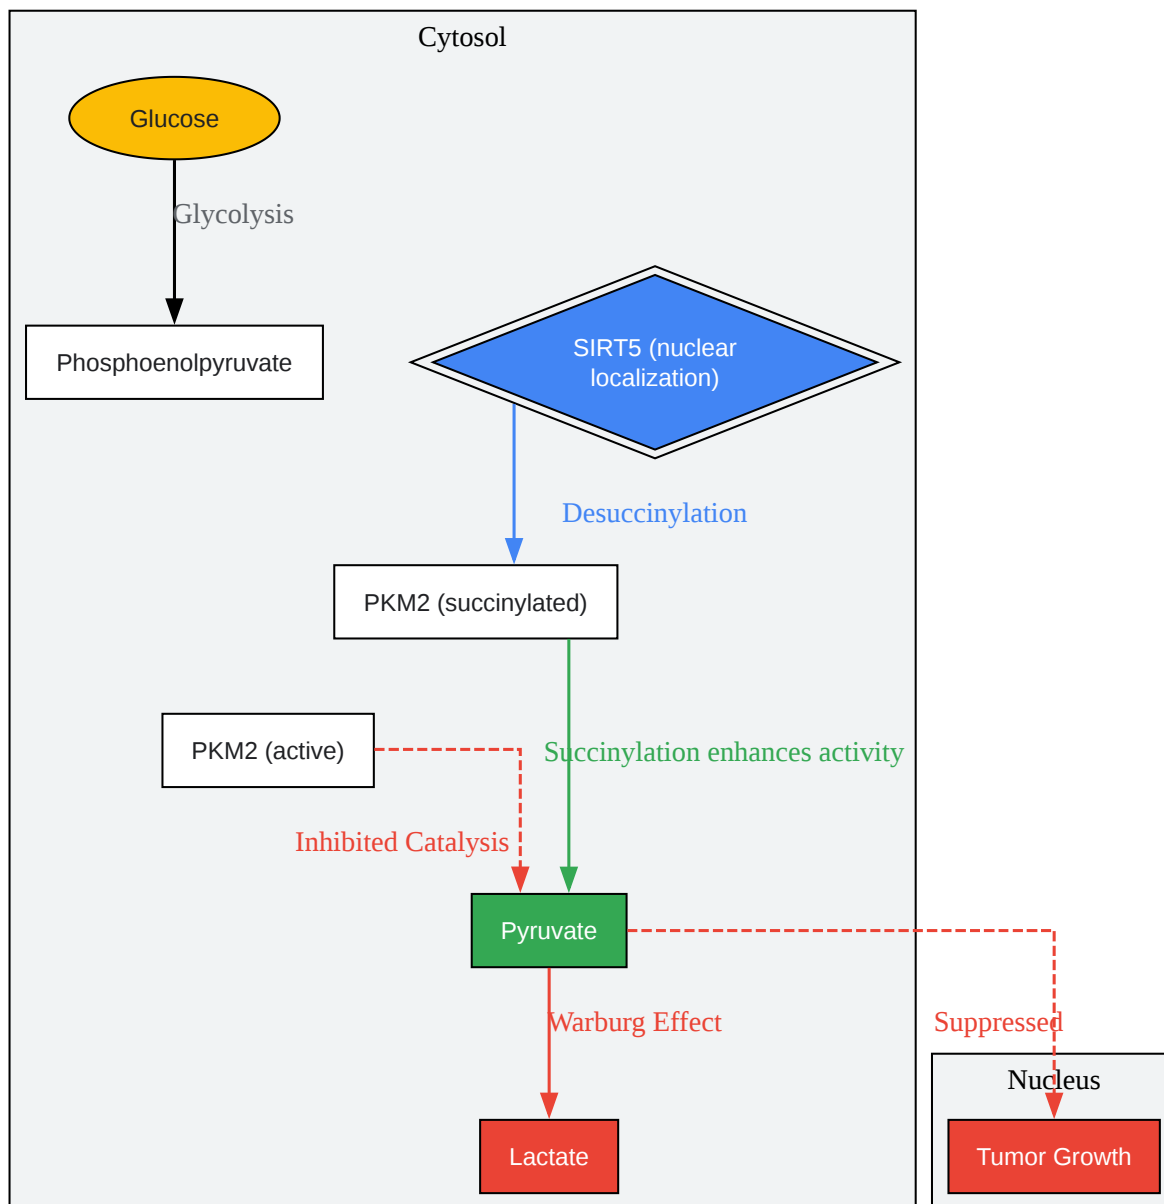 Cytosol
Glucose
Glycolysis
Phosphoenolpyruvate
SIRT5 (nuclear
localization)
Desuccinylation
PKM2 (succinylated)
PKM2 (active)
Succinylation enhances activity
Inhibited Catalysis
Pyruvate
Warburg Effect
Suppressed
Nucleus
Lactate
Tumor Growth